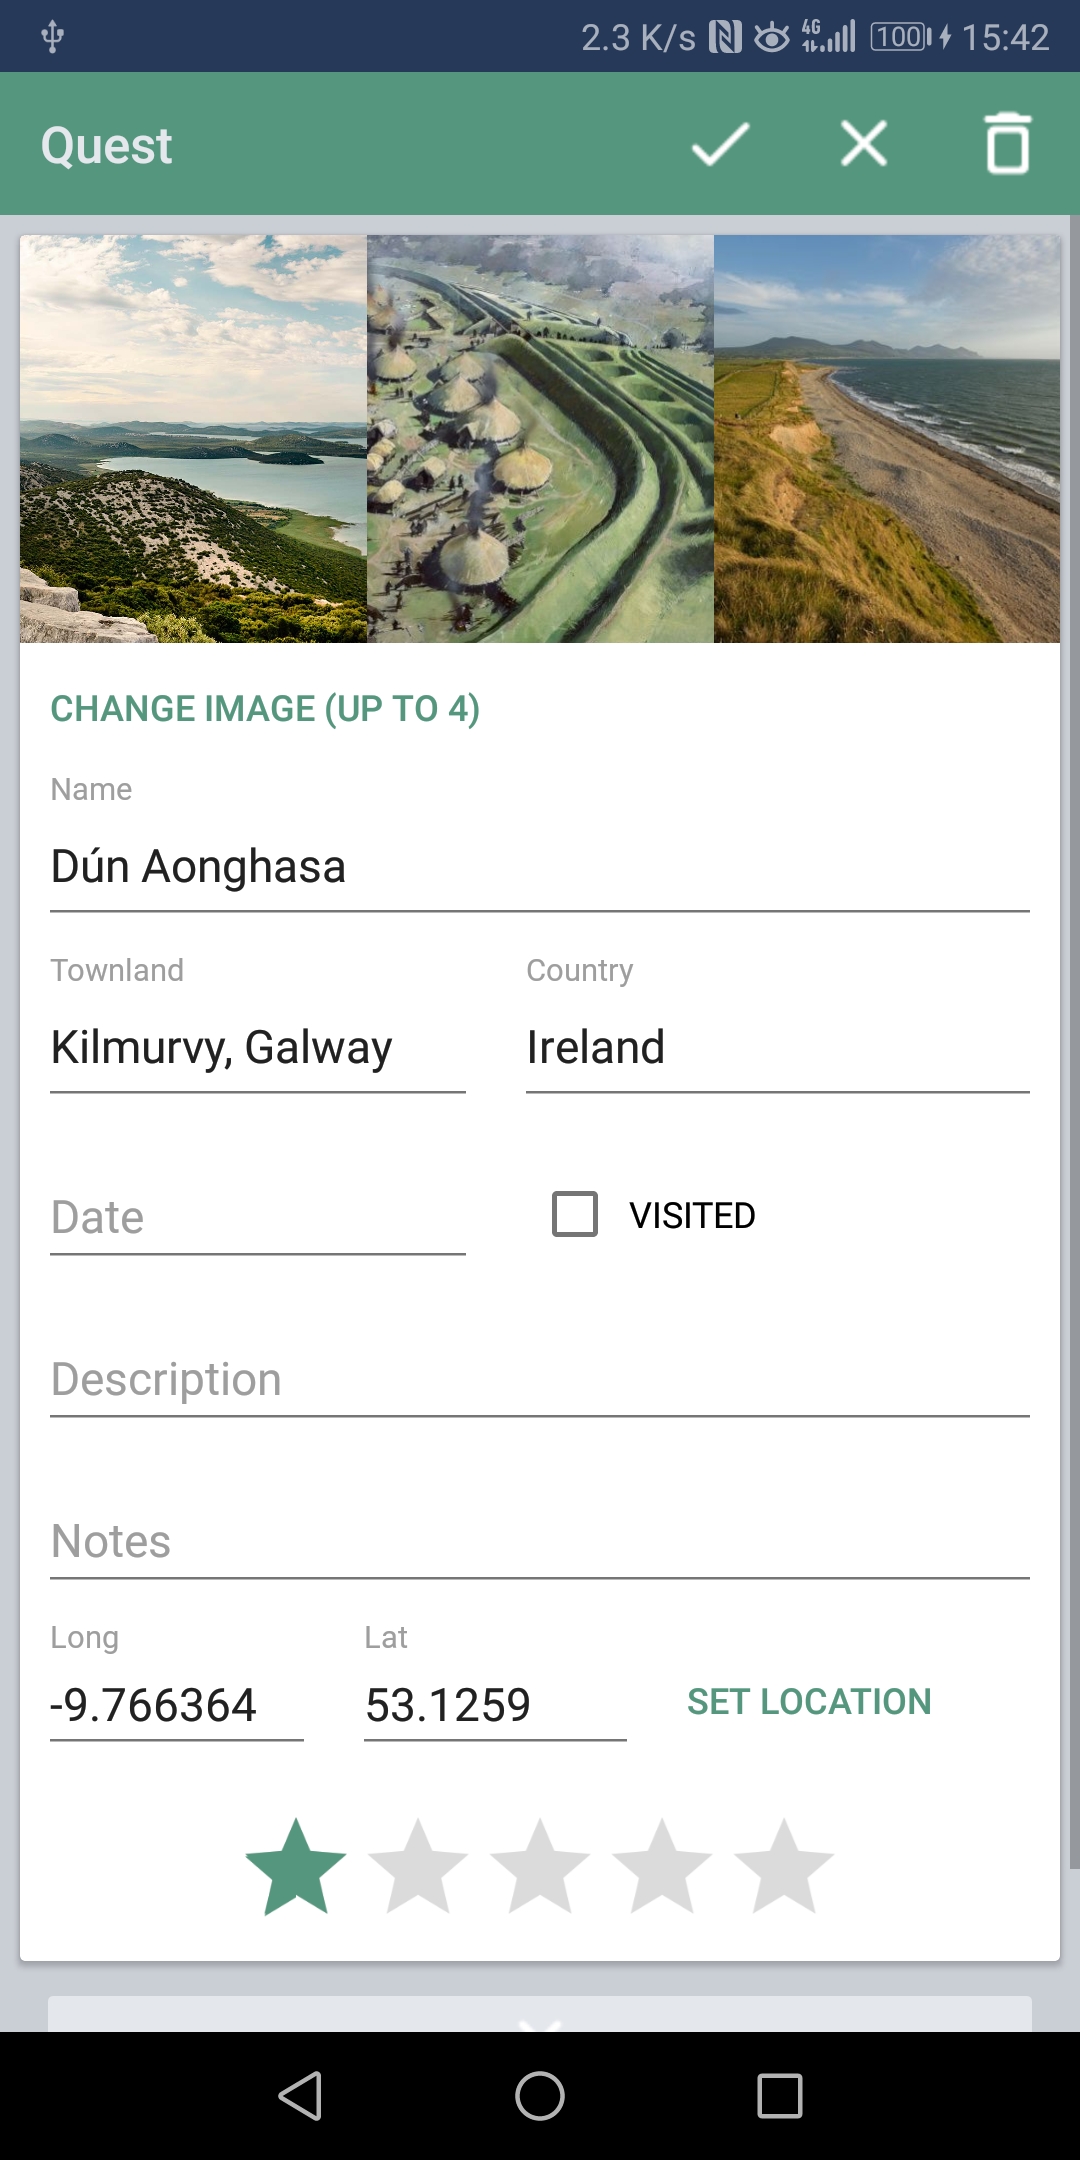 2.3 K/s 4G 100 15:42
Quest
CHANGE IMAGE (UP TO 4)
Name
Dún Aonghasa
Townland Country
Kilmurvy, Galway Ireland
Date VISITED
Description
Notes
Long Lat
-9.766364 53.1259 SET LOCATION